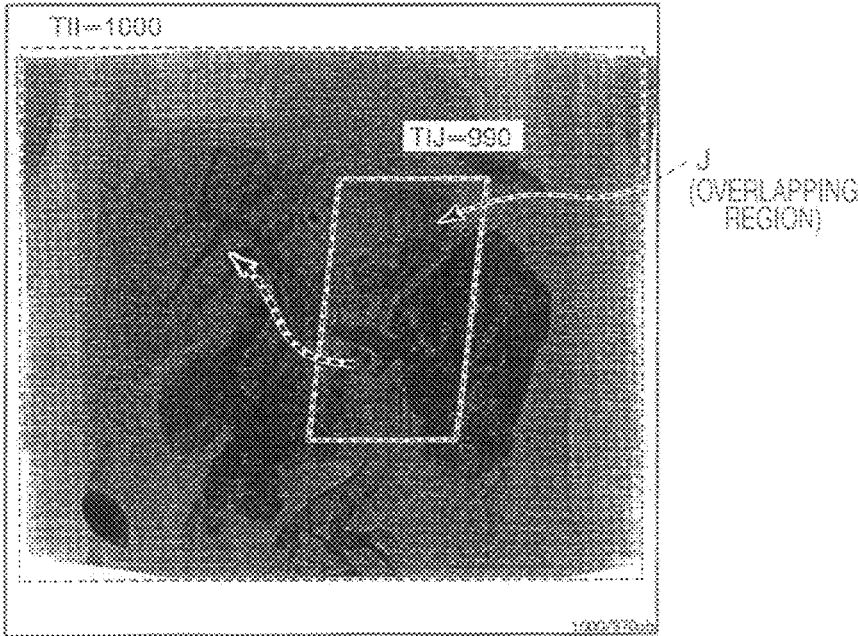 TII=1000
TIJ=990
J
(OVERLAPPING
REGION)